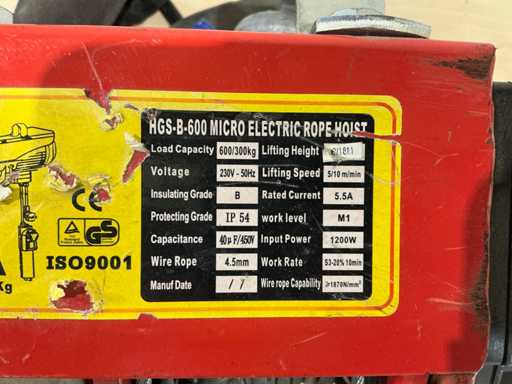 HGS-B-600 MICRO ELECTRIC ROPE HOIST
Load Capacity 600/300kg Lifting Height
Voltage 230V - 50Hz Lifting Speed 5/10 m/min
Insulating Grade B Rated Current 5.5A
Protecting Grade IP 54 work level M1
Capacitance 40μF/450V Input Power 1200W
Wire Rope 4.5mm Work Rate S3-20% 10min
Manuf Date / 7 Wire rope Capability ≥1870N/mm²
GS
ISO9001
Kg